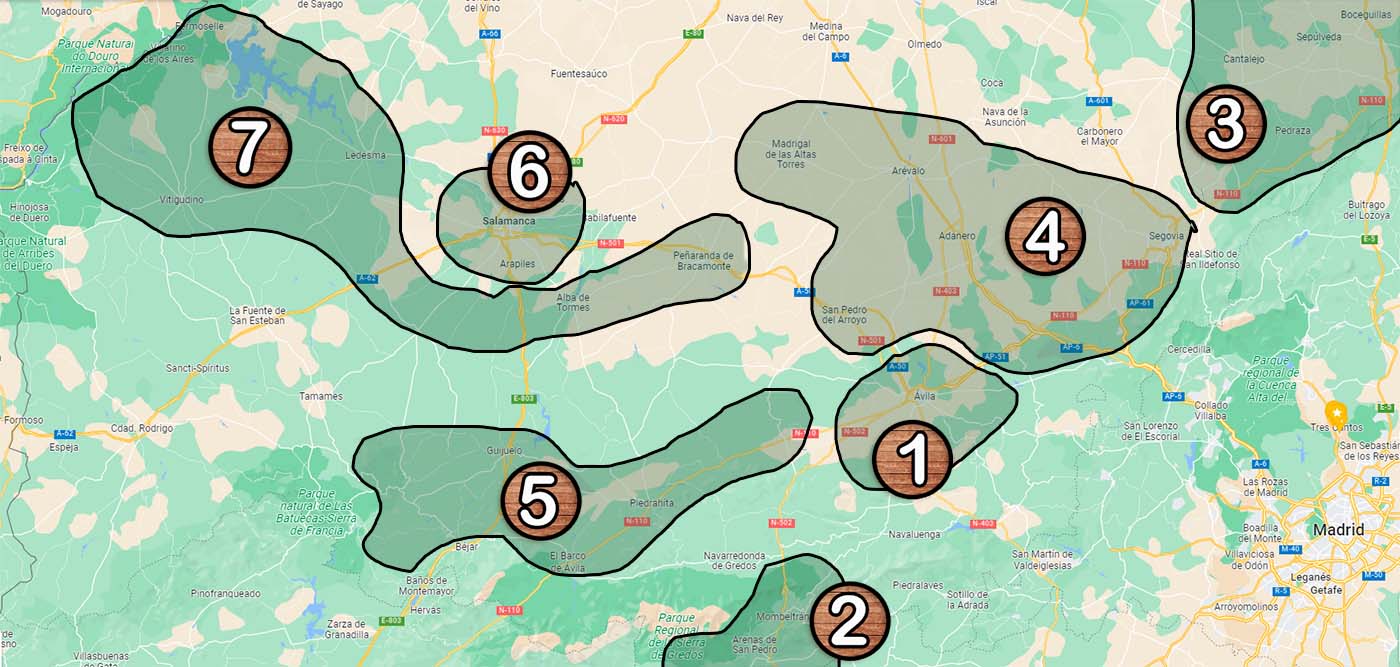 Mogadouro
de Sayago
del Vino
Nava del Rey
Iscar
Boceguillas
Fermoselle
A-66
E-80
Medina
del Campo
Olmedo
Sepúlveda
Parque Natural
do Douro
Internacional
Vilarino
de los Aires
A-6
Cantalejo
Fuentesaúco
Coca
A-601
N-110
N-620
Nava de la
Asunción
3
Pedraza
N-630
N-601
Carbonero
el Mayor
Freixo de
Espada à Cinta
7
Ledesma
6
80
Madrigal
de las Altas
Torres
Arévalo
Vitigudino
N-110
Hinojosa
de Duero
Salamanca
Babilafuente
Buitrago
del Lozoya
Parque Natural
de Arribes
del Duero
N-501
Adanero
4
Segovia
E-5
Arapiles
Peñaranda de
Bracamonte
N-110
Real Sitio de
San Ildefonso
A-62
A-50
N-403
AP-61
La Fuente de
San Esteban
Alba de
Tormes
San Pedro
del Arroyo
N-110
N-501
AP-6
Cercedilla
AP-51
A-50
Parque
regional de
la Cuenca
Alta del
Sancti-Spíritus
Tamames
E-803
Ávila
AP-6
Collado
Villalba
E-5
Formoso
A-62
Cdad. Rodrigo
N-110
N-502
San Lorenzo
de El Escorial
Tres Cantos
Espéja
Guijuelo
1
San Sebastián
de los Reyes
A-6
Parque
natural de Las
Batuecas-Sierra
de Francia
5
Piedrahita
Las Rozas
de Madrid
R-2
N-110
N-502
N-403
Boadilla
del Monte
Madrid
Béjar
El Barco
de Ávila
Navarredonda
de Gredos
Navaluenga
San Martín de
Valdeiglesias
Villaviciosa
de Odón
M-40
Pinofranqueado
Baños de
Montemayor
Piedralaves
Sotillo de
la Adrada
Leganés
M-50
Hervás
N-110
R-5
Getafe
E-803
Parque
Regional
de la Sierra
de Gredos
Mombeltrán
2
Arroyomolinos
Zarza de
Granadilla
Arenas de
San Pedro
Villasbuenas
de Gata